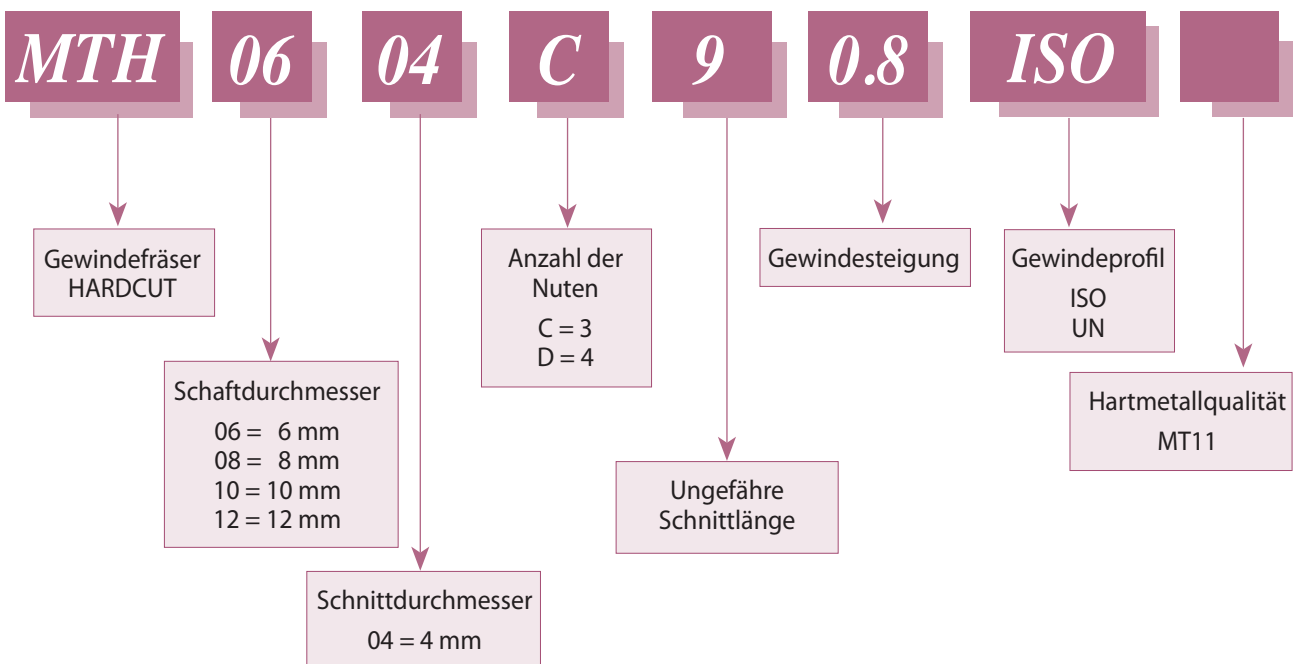 MTH 06 04 C 9 0.8 ISO
Gewindefräser
HARDCUT
Schaftdurchmesser
06 = 6 mm
08 = 8 mm
10 = 10 mm
12 = 12 mm
Schnittdurchmesser
04 = 4 mm
Anzahl der
Nuten
C = 3
D = 4
Ungefähre
Schnittlänge
Gewindesteigung
Gewindeprofil
ISO
UN
Hartmetallqualität
MT11